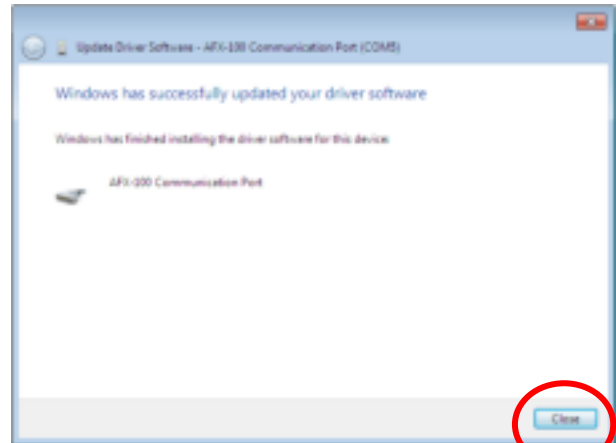 Update Driver Software - AFX-100 Communication Port (COM5)
Windows has successfully updated your driver software
Windows has finished installing the driver software for this device:
AFX-100 Communication Port
Close